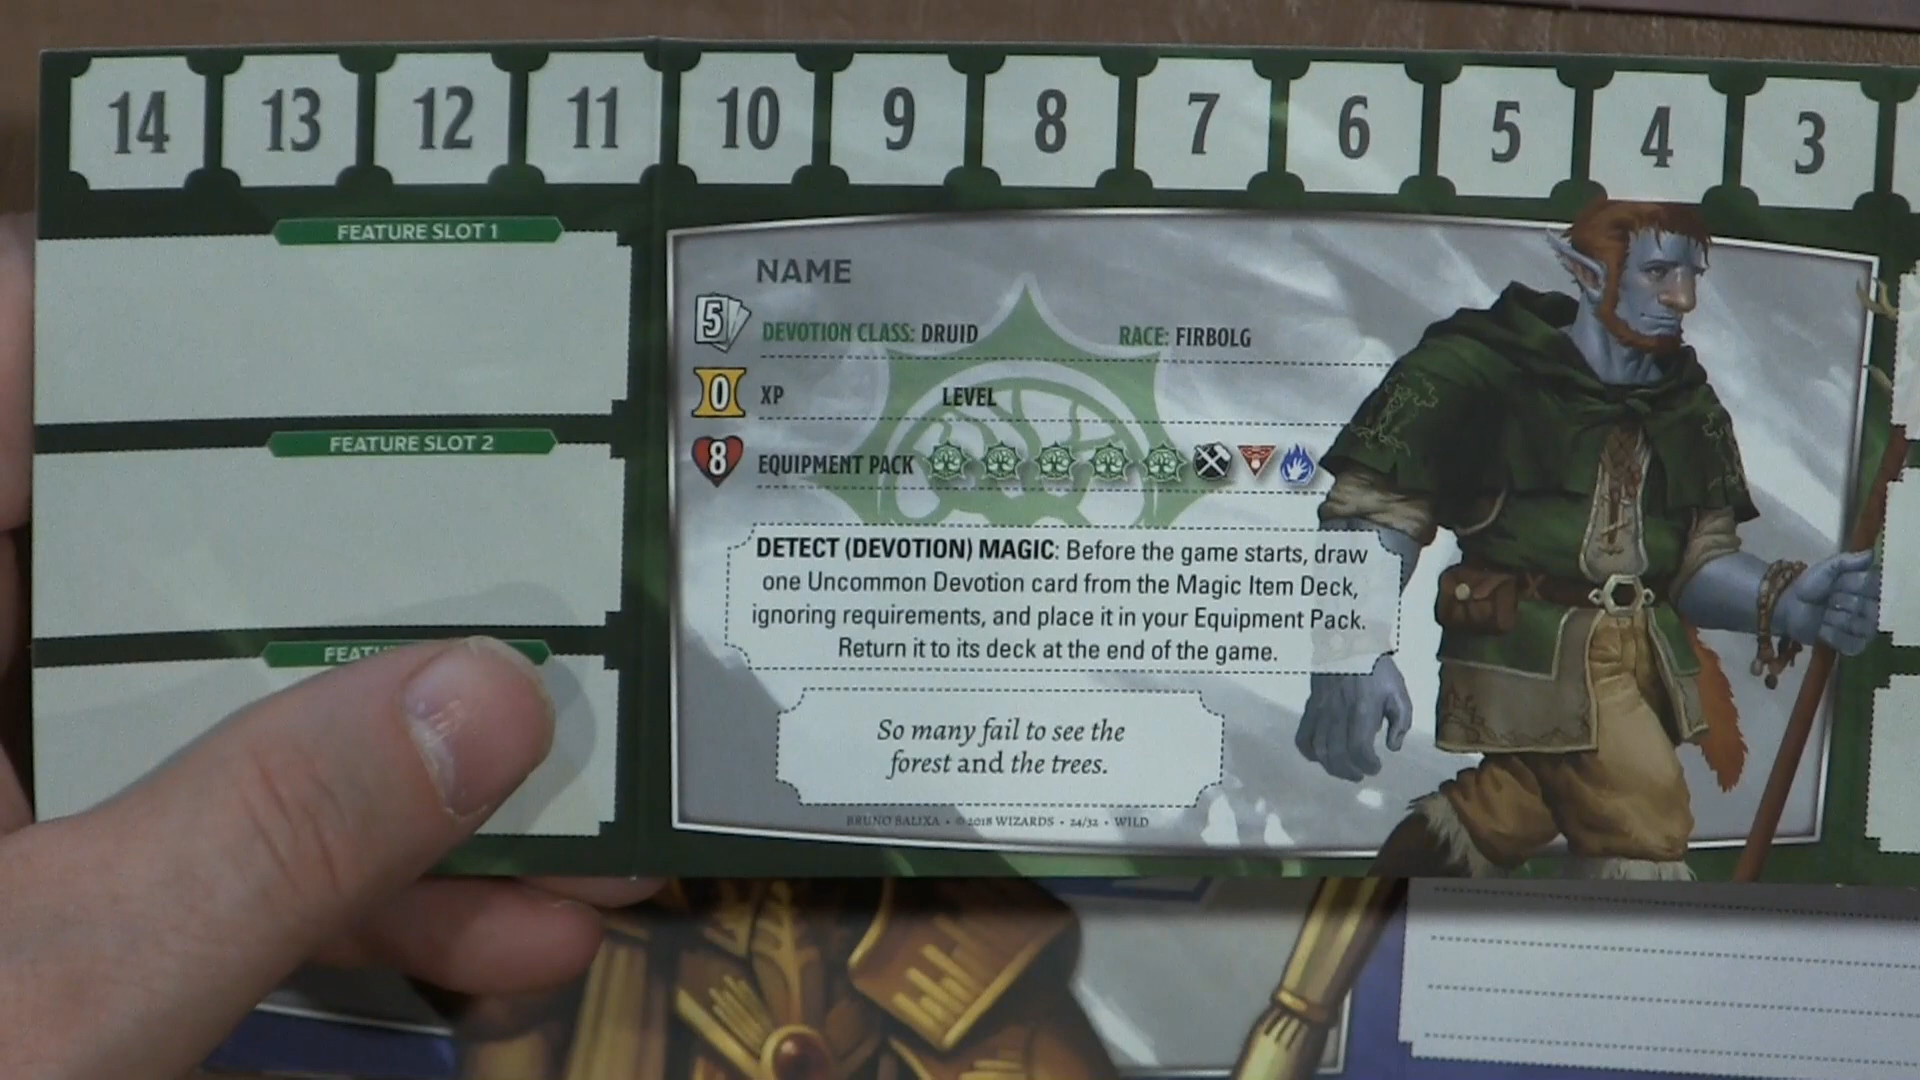 14 13 12 11 10 9 8 7 6 5 4 3
FEATURE SLOT 1
FEATURE SLOT 2
NAME
5 DEVOTION CLASS: DRUID RACE: FIRBOLG
0 XP LEVEL
8 EQUIPMENT PACK
DETECT (DEVOTION) MAGIC: Before the game starts, draw
one Uncommon Devotion card from the Magic Item Deck,
ignoring requirements, and place it in your Equipment Pack.
Return it to its deck at the end of the game.
So many fail to see the
forest and the trees.
BRUNO BALIXA • © 2018 WIZARDS • 24/32 • WILD